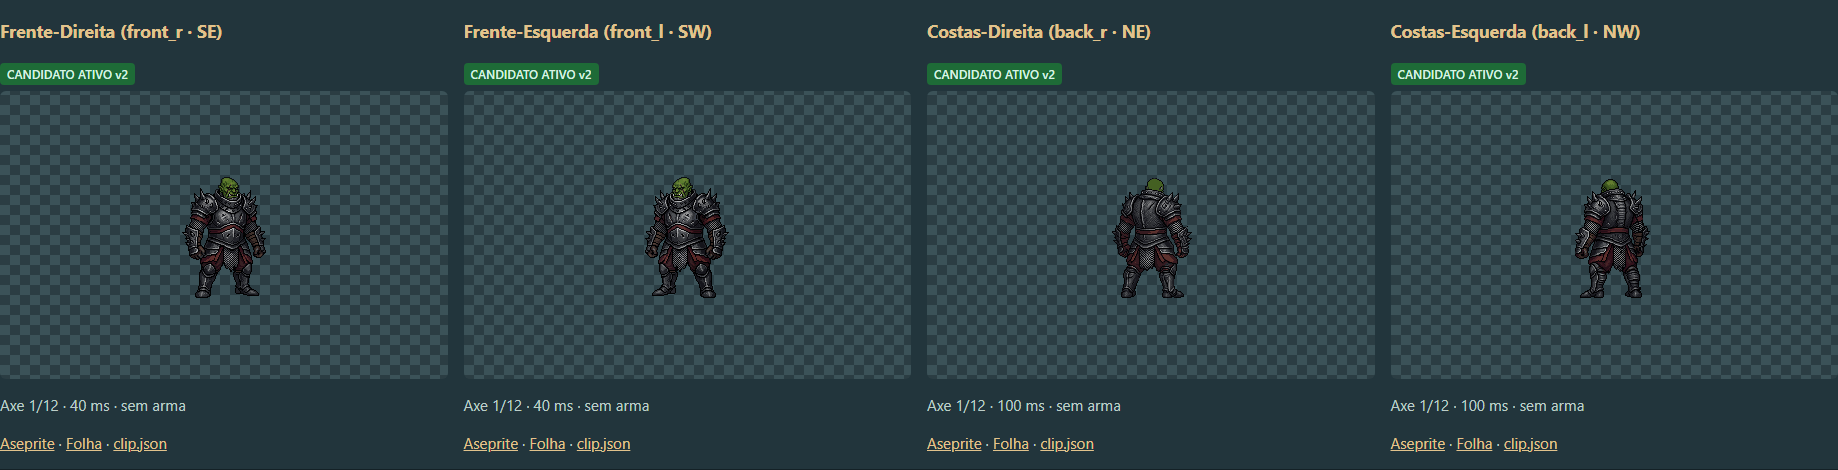 Frente-Direita (front_r · SE)
CANDIDATO ATIVO v2
Axe 1/12 · 40 ms · sem arma
Aseprite · Folha · clip.json
Frente-Esquerda (front_l · SW)
CANDIDATO ATIVO v2
Axe 1/12 · 40 ms · sem arma
Aseprite · Folha · clip.json
Costas-Direita (back_r · NE)
CANDIDATO ATIVO v2
Axe 1/12 · 100 ms · sem arma
Aseprite · Folha · clip.json
Costas-Esquerda (back_l · NW)
CANDIDATO ATIVO v2
Axe 1/12 · 100 ms · sem arma
Aseprite · Folha · clip.json